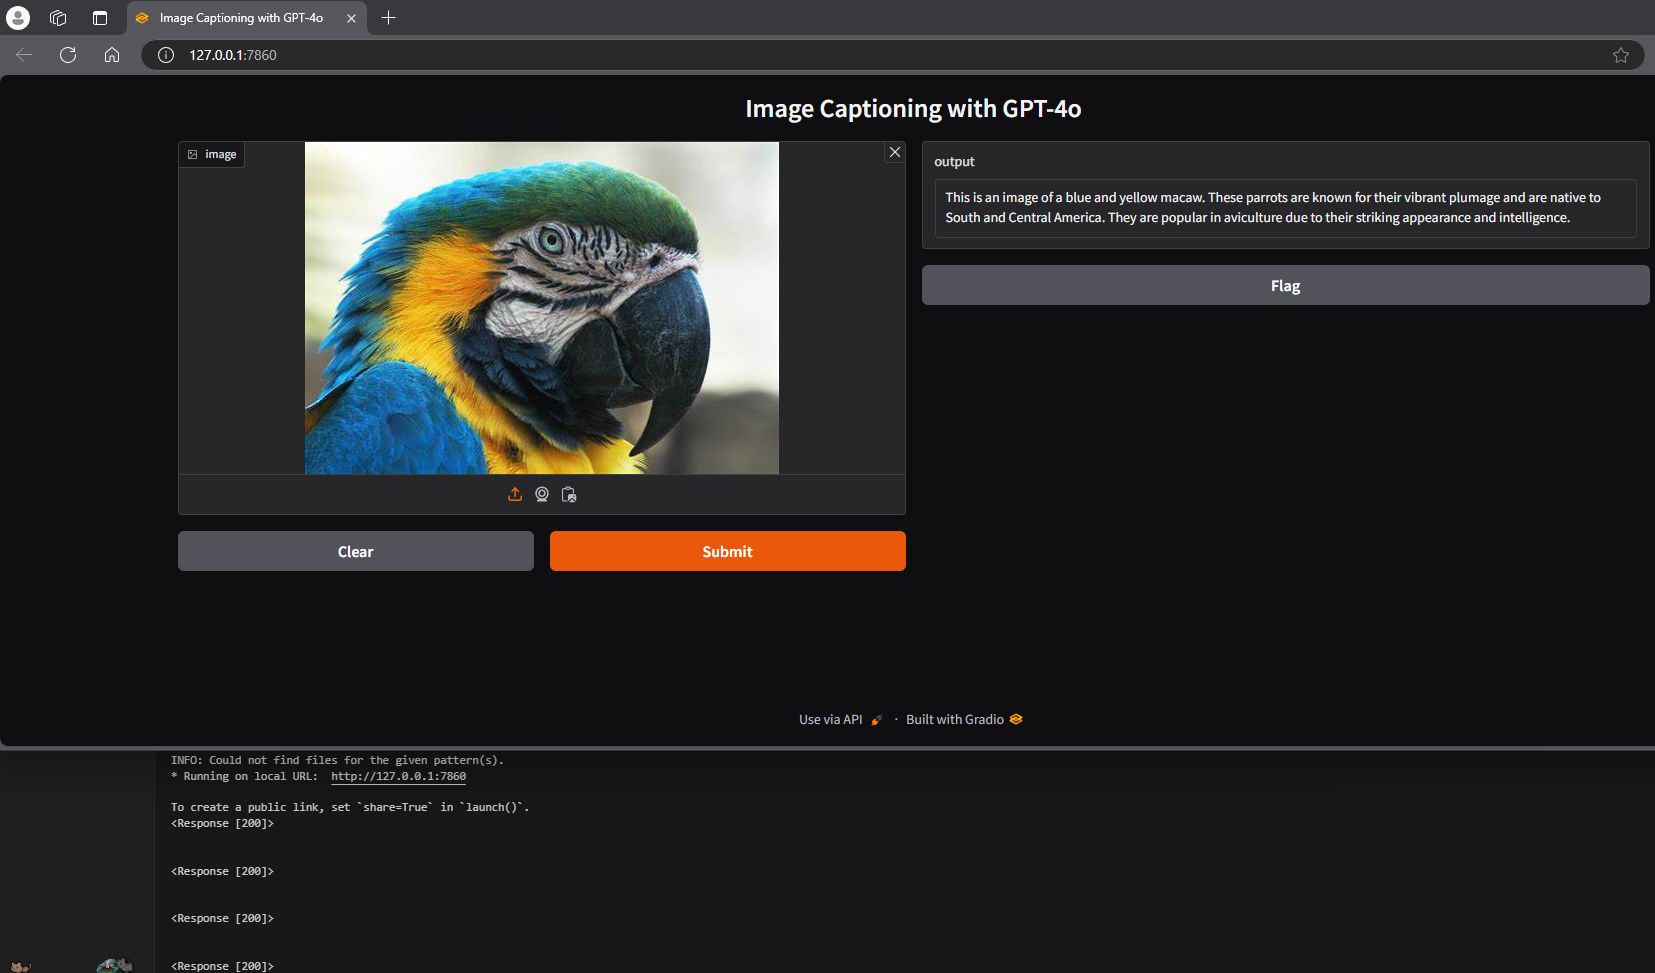 Image Captioning with GPT-4o
127.0.0.1:7860
Image Captioning with GPT-4o
image
output
This is an image of a blue and yellow macaw. These parrots are known for their vibrant plumage and are native to
South and Central America. They are popular in aviculture due to their striking appearance and intelligence.
Flag
Clear
Submit
Use via API · Built with Gradio
INFO: Could not find files for the given pattern(s).
* Running on local URL: http://127.0.0.1:7860
To create a public link, set `share=True` in `launch()`.
<Response [200]>
<Response [200]>
<Response [200]>
<Response [200]>